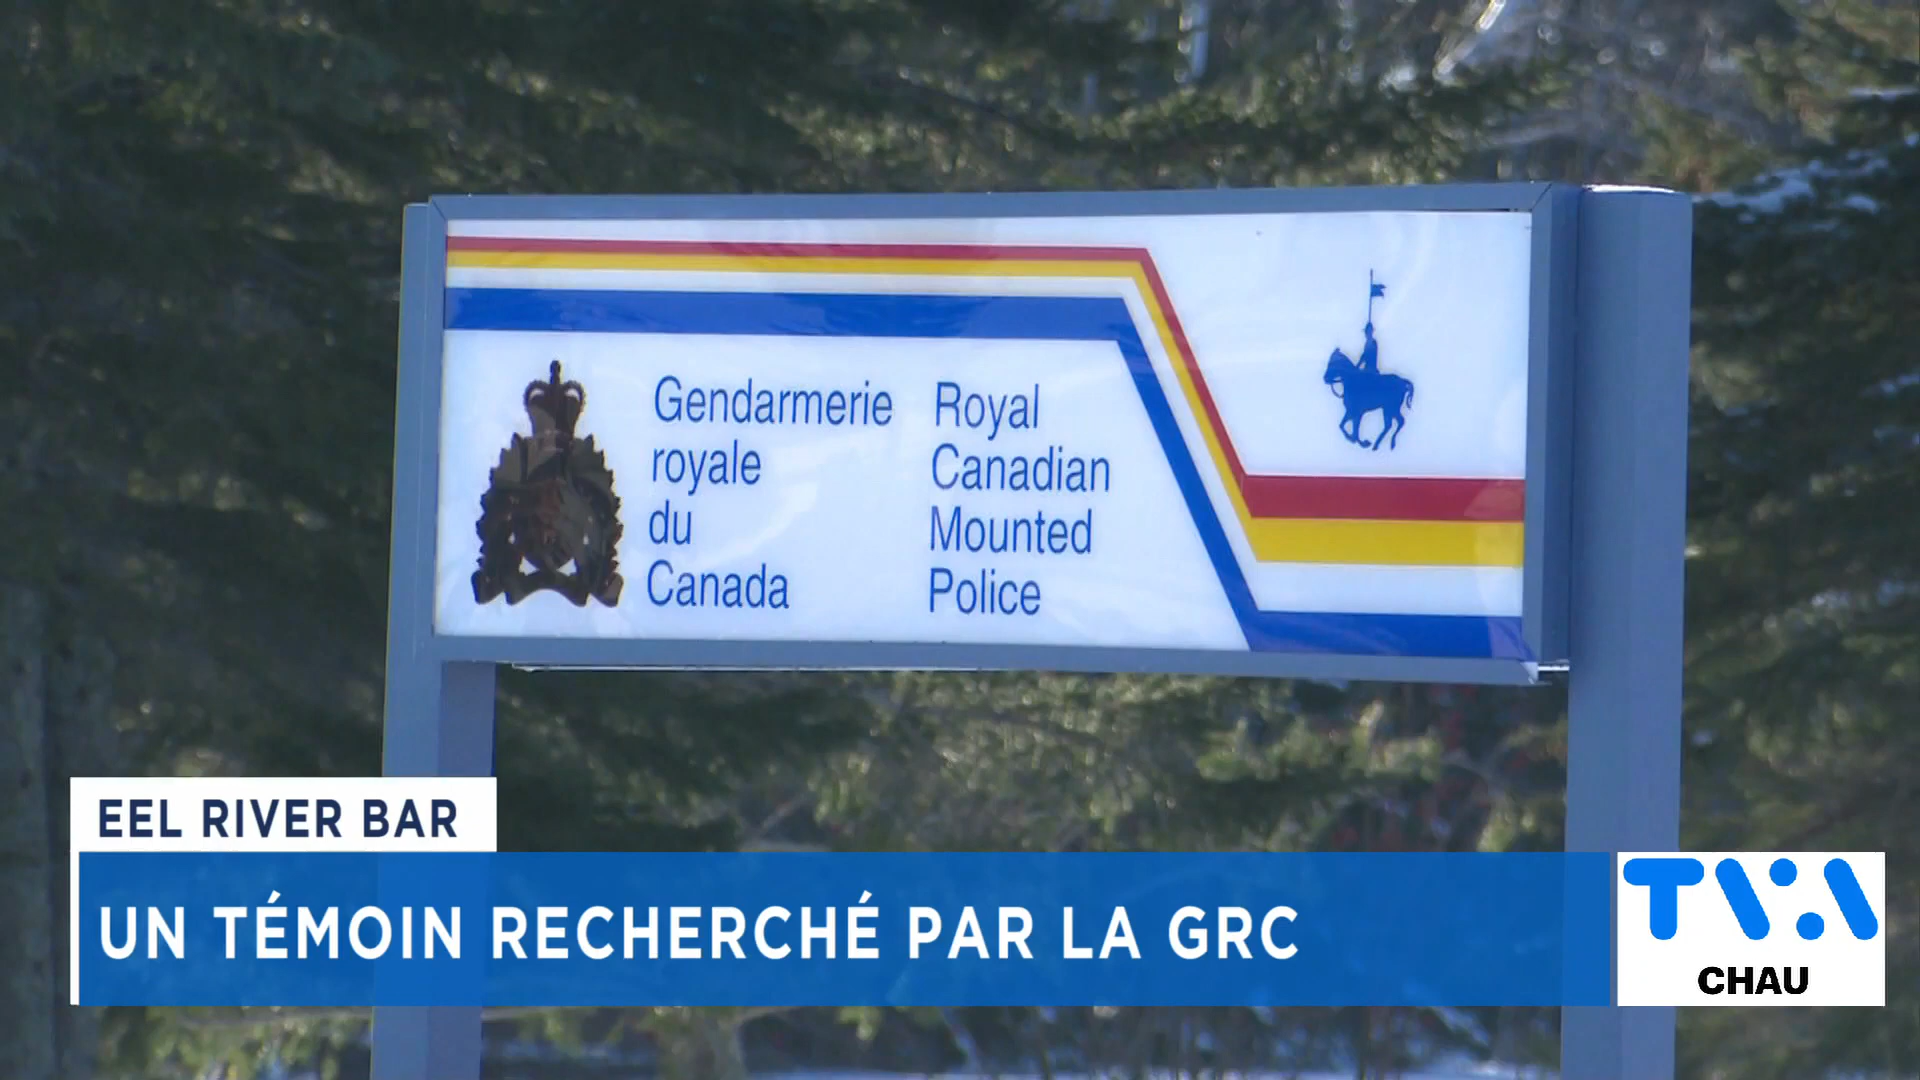 Gendarmerie
royale
du
Canada
Royal
Canadian
Mounted
Police
EEL RIVER BAR
UN TÉMOIN RECHERCHÉ PAR LA GRC
TVA
CHAU